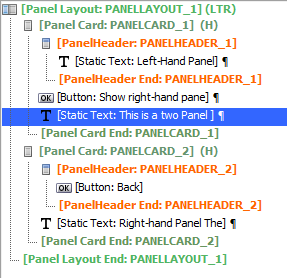 [Panel Layout: PANELLAYOUT_1] (LTR)
[Panel Card: PANELCARD_1] (H)
[PanelHeader: PANELHEADER_1]
T [Static Text: Left-Hand Panel] ¶
[PanelHeader End: PANELHEADER_1]
OK [Button: Show right-hand pane] ¶
T [Static Text: This is a two Panel ] ¶
[Panel Card End: PANELCARD_1]
[Panel Card: PANELCARD_2] (H)
[PanelHeader: PANELHEADER_2]
OK [Button: Back]
[PanelHeader End: PANELHEADER_2]
T [Static Text: Right-hand Panel The] ¶
[Panel Card End: PANELCARD_2]
[Panel Layout End: PANELLAYOUT_1]